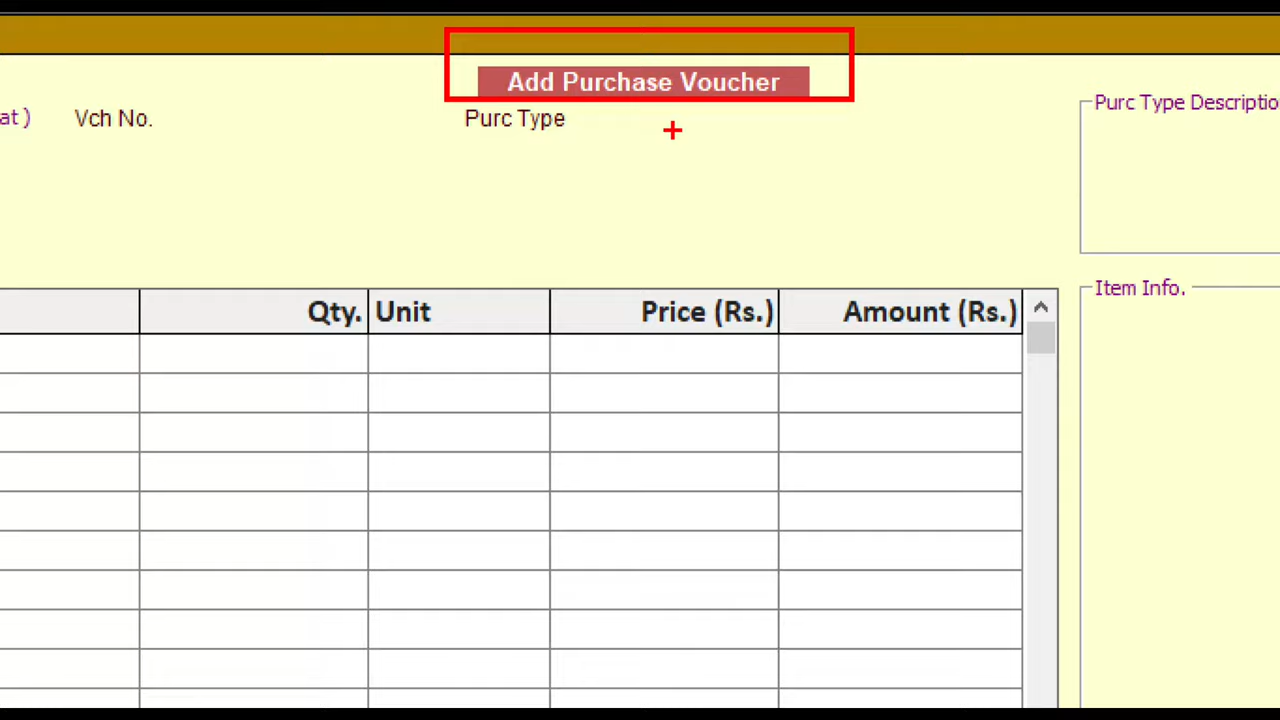 Add Purchase Voucher
at ) Vch No. Purc Type
Purc Type Descriptio
Item Info.
Qty. Unit Price (Rs.) Amount (Rs.)